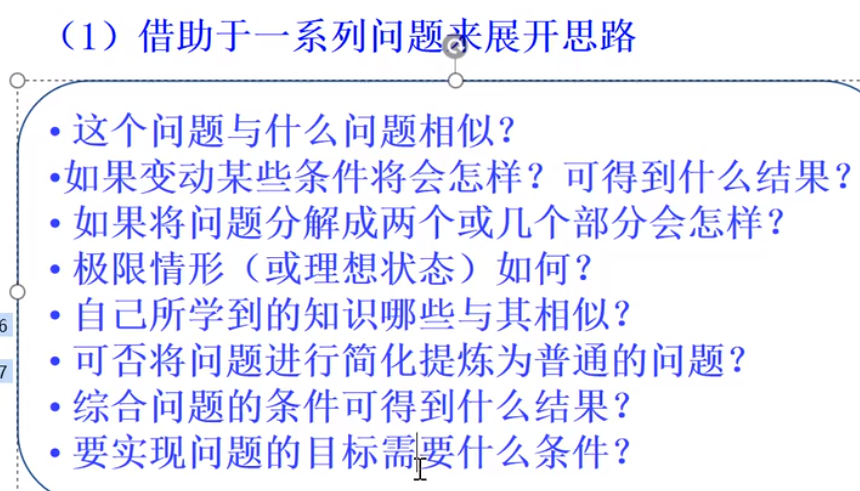 （1）借助于一系列问题来展开思路
• 这个问题与什么问题相似？
•如果变动某些条件将会怎样？可得到什么结果？
• 如果将问题分解成两个或几个部分会怎样？
• 极限情形（或理想状态）如何？
• 自己所学到的知识哪些与其相似？
6
• 可否将问题进行简化提炼为普通的问题？
7
• 综合问题的条件可得到什么结果？
• 要实现问题的目标需要什么条件？